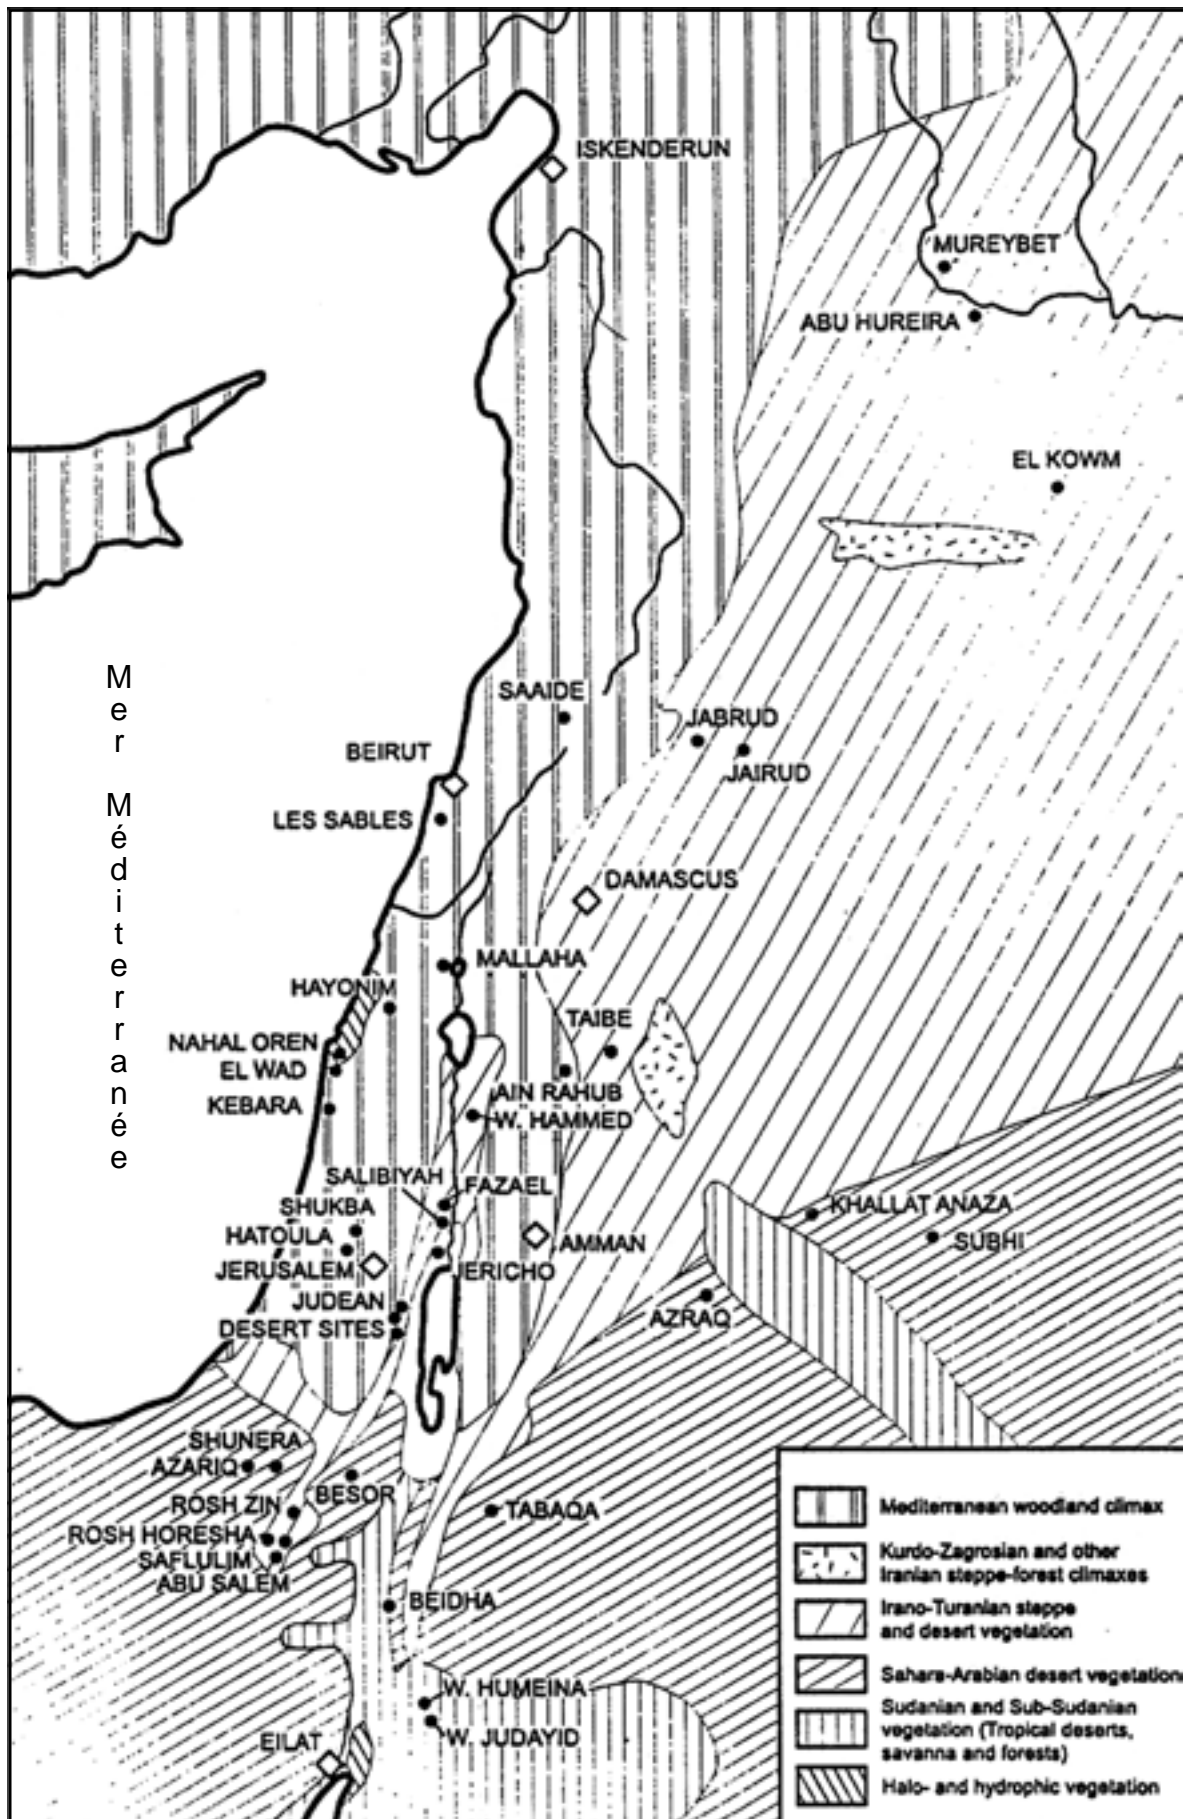 ISKENDERUN
MUREYBET
ABU HUREIRA
EL KOWM
Mer Méditerranée
SAAIDE
JABRUD
BEIRUT
JAIRUD
LES SABLES
DAMASCUS
MALLAHA
HAYONIM
TAIBE
NAHAL OREN
EL WAD
AIN RAHUB
KEBARA
W. HAMMED
SALIBIYAH
FAZAEL
SHUKBA
KHALLAT ANAZA
HATOULA
AMMAN
SUBHI
JERUSALEM
JERICHO
JUDEAN
DESERT SITES
AZRAQ
SHUNERA
AZARIQ
BESOR
ROSH ZIN
TABAQA
ROSH HORESHA
SAFLULIM
ABU SALEM
BEIDHA
W. HUMEINA
W. JUDAYID
EILAT
Mediterranean woodland climax
Kurdo-Zagrosian and other
Iranian steppe-forest climaxes
Irano-Turanian steppe
and desert vegetation
Sahara-Arabian desert vegetation
Sudanian and Sub-Sudanian
vegetation (Tropical deserts,
savanna and forests)
Halo- and hydrophic vegetation